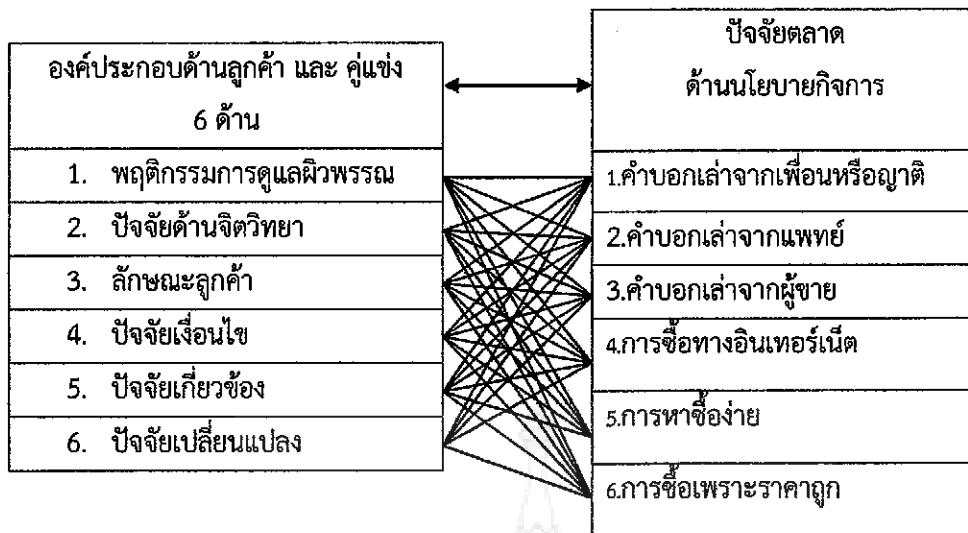 องค์ประกอบด้านลูกค้า และ คู่แข่ง
6 ด้าน
1. พฤติกรรมการดูแลผิวพรรณ
2. ปัจจัยด้านจิตวิทยา
3. ลักษณะลูกค้า
4. ปัจจัยเงื่อนไข
5. ปัจจัยเกี่ยวข้อง
6. ปัจจัยเปลี่ยนแปลง
ปัจจัยตลาด
ด้านนโยบายกิจการ
1.คำบอกเล่าจากเพื่อนหรือญาติ
2.คำบอกเล่าจากแพทย์
3.คำบอกเล่าจากผู้ขาย
4.การซื้อทางอินเทอร์เน็ต
5.การหาซื้อง่าย
6.การซื้อเพราะราคาถูก